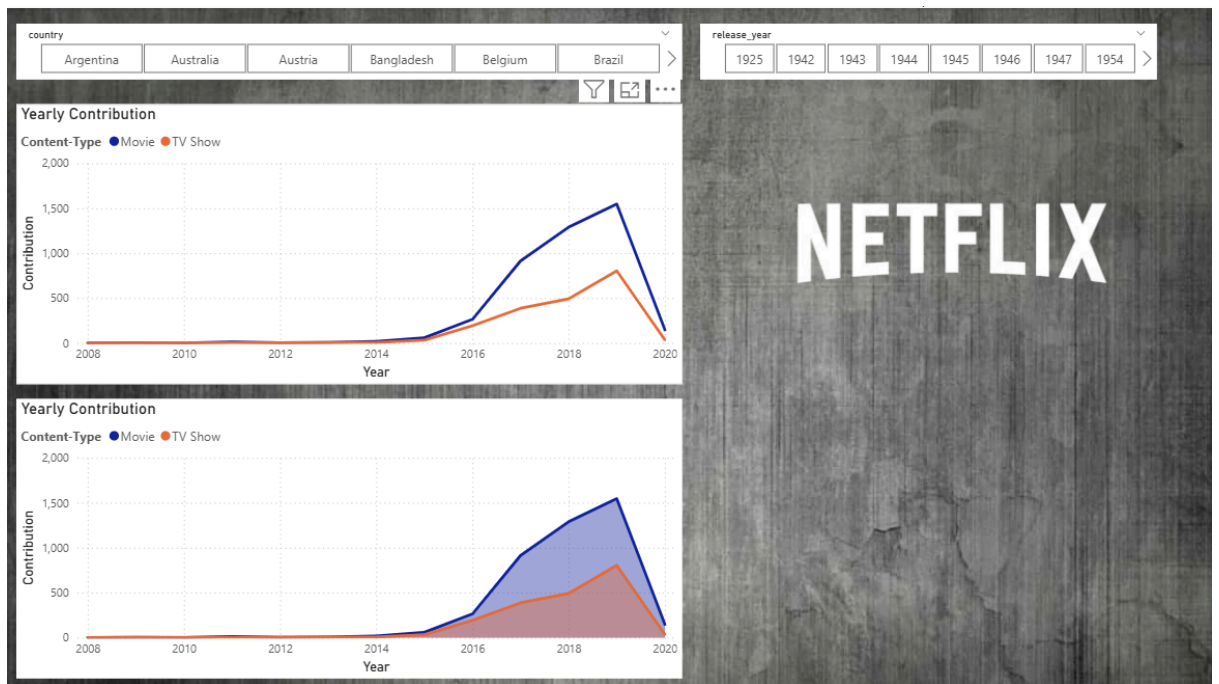 country
Argentina Australia Austria Bangladesh Belgium Brazil
release_year
1925 1942 1943 1944 1945 1946 1947 1954
Yearly Contribution
Content-Type Movie TV Show
2,000
1,500
1,000
500
0
Contribution
2008 2010 2012 2014 2016 2018 2020
Year
NETFLIX
Yearly Contribution
Content-Type Movie TV Show
2,000
1,500
1,000
500
0
Contribution
2008 2010 2012 2014 2016 2018 2020
Year